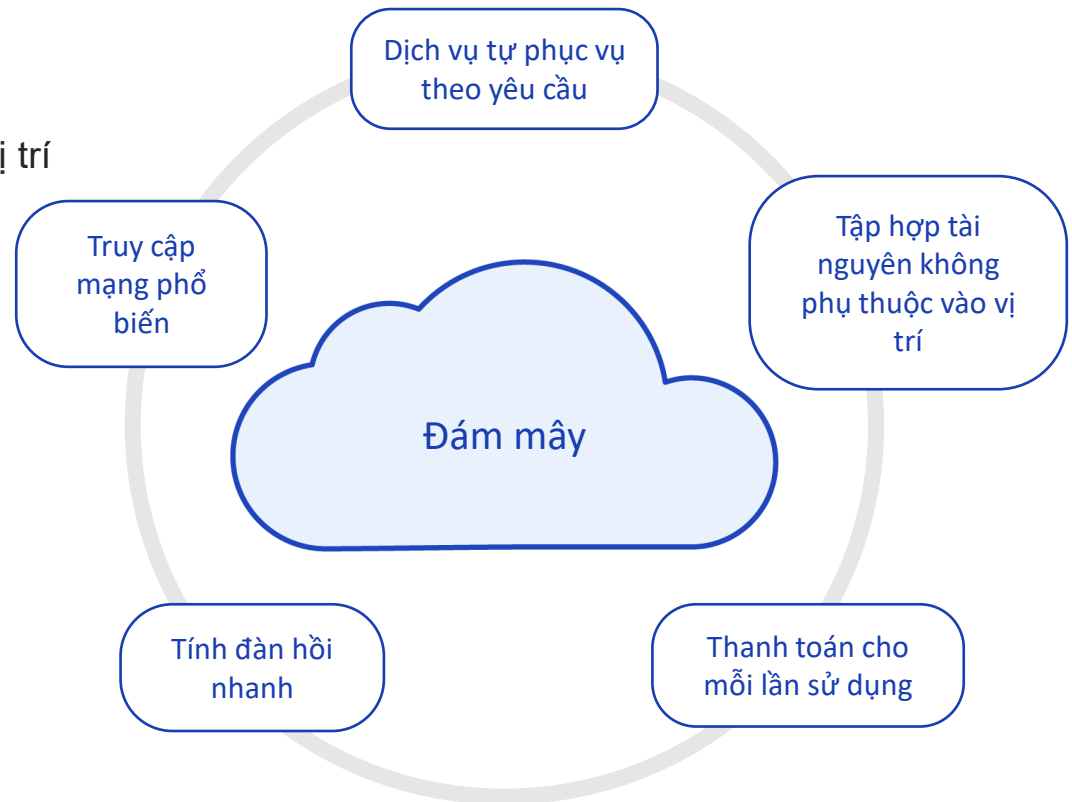 Dịch vụ tự phục vụ
theo yêu cầu
ị trí
Truy cập
mạng phổ
biến
Tập hợp tài
nguyên không
phụ thuộc vào vị
trí
Đám mây
Tính đàn hồi
nhanh
Thanh toán cho
mỗi lần sử dụng